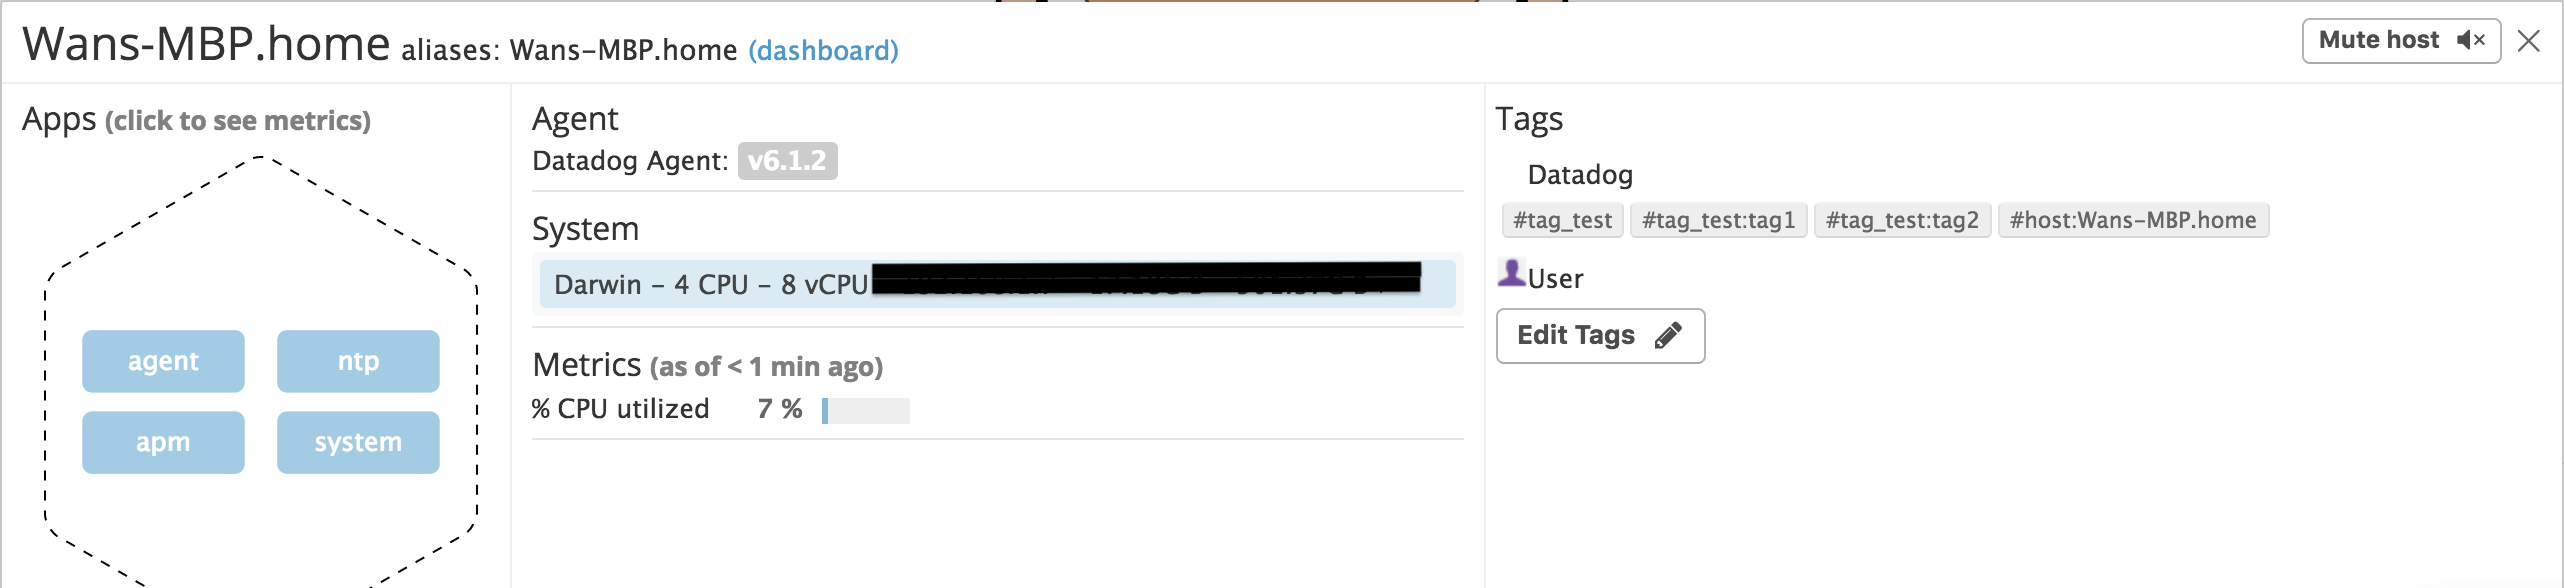 Wans-MBP.home aliases: Wans-MBP.home (dashboard)
Mute host
Apps (click to see metrics)
agent
ntp
apm
system
Agent
Datadog Agent: v6.1.2
System
Darwin – 4 CPU – 8 vCPU
Metrics (as of < 1 min ago)
% CPU utilized 7 %
Tags
Datadog
#tag_test #tag_test:tag1 #tag_test:tag2 #host:Wans-MBP.home
User
Edit Tags